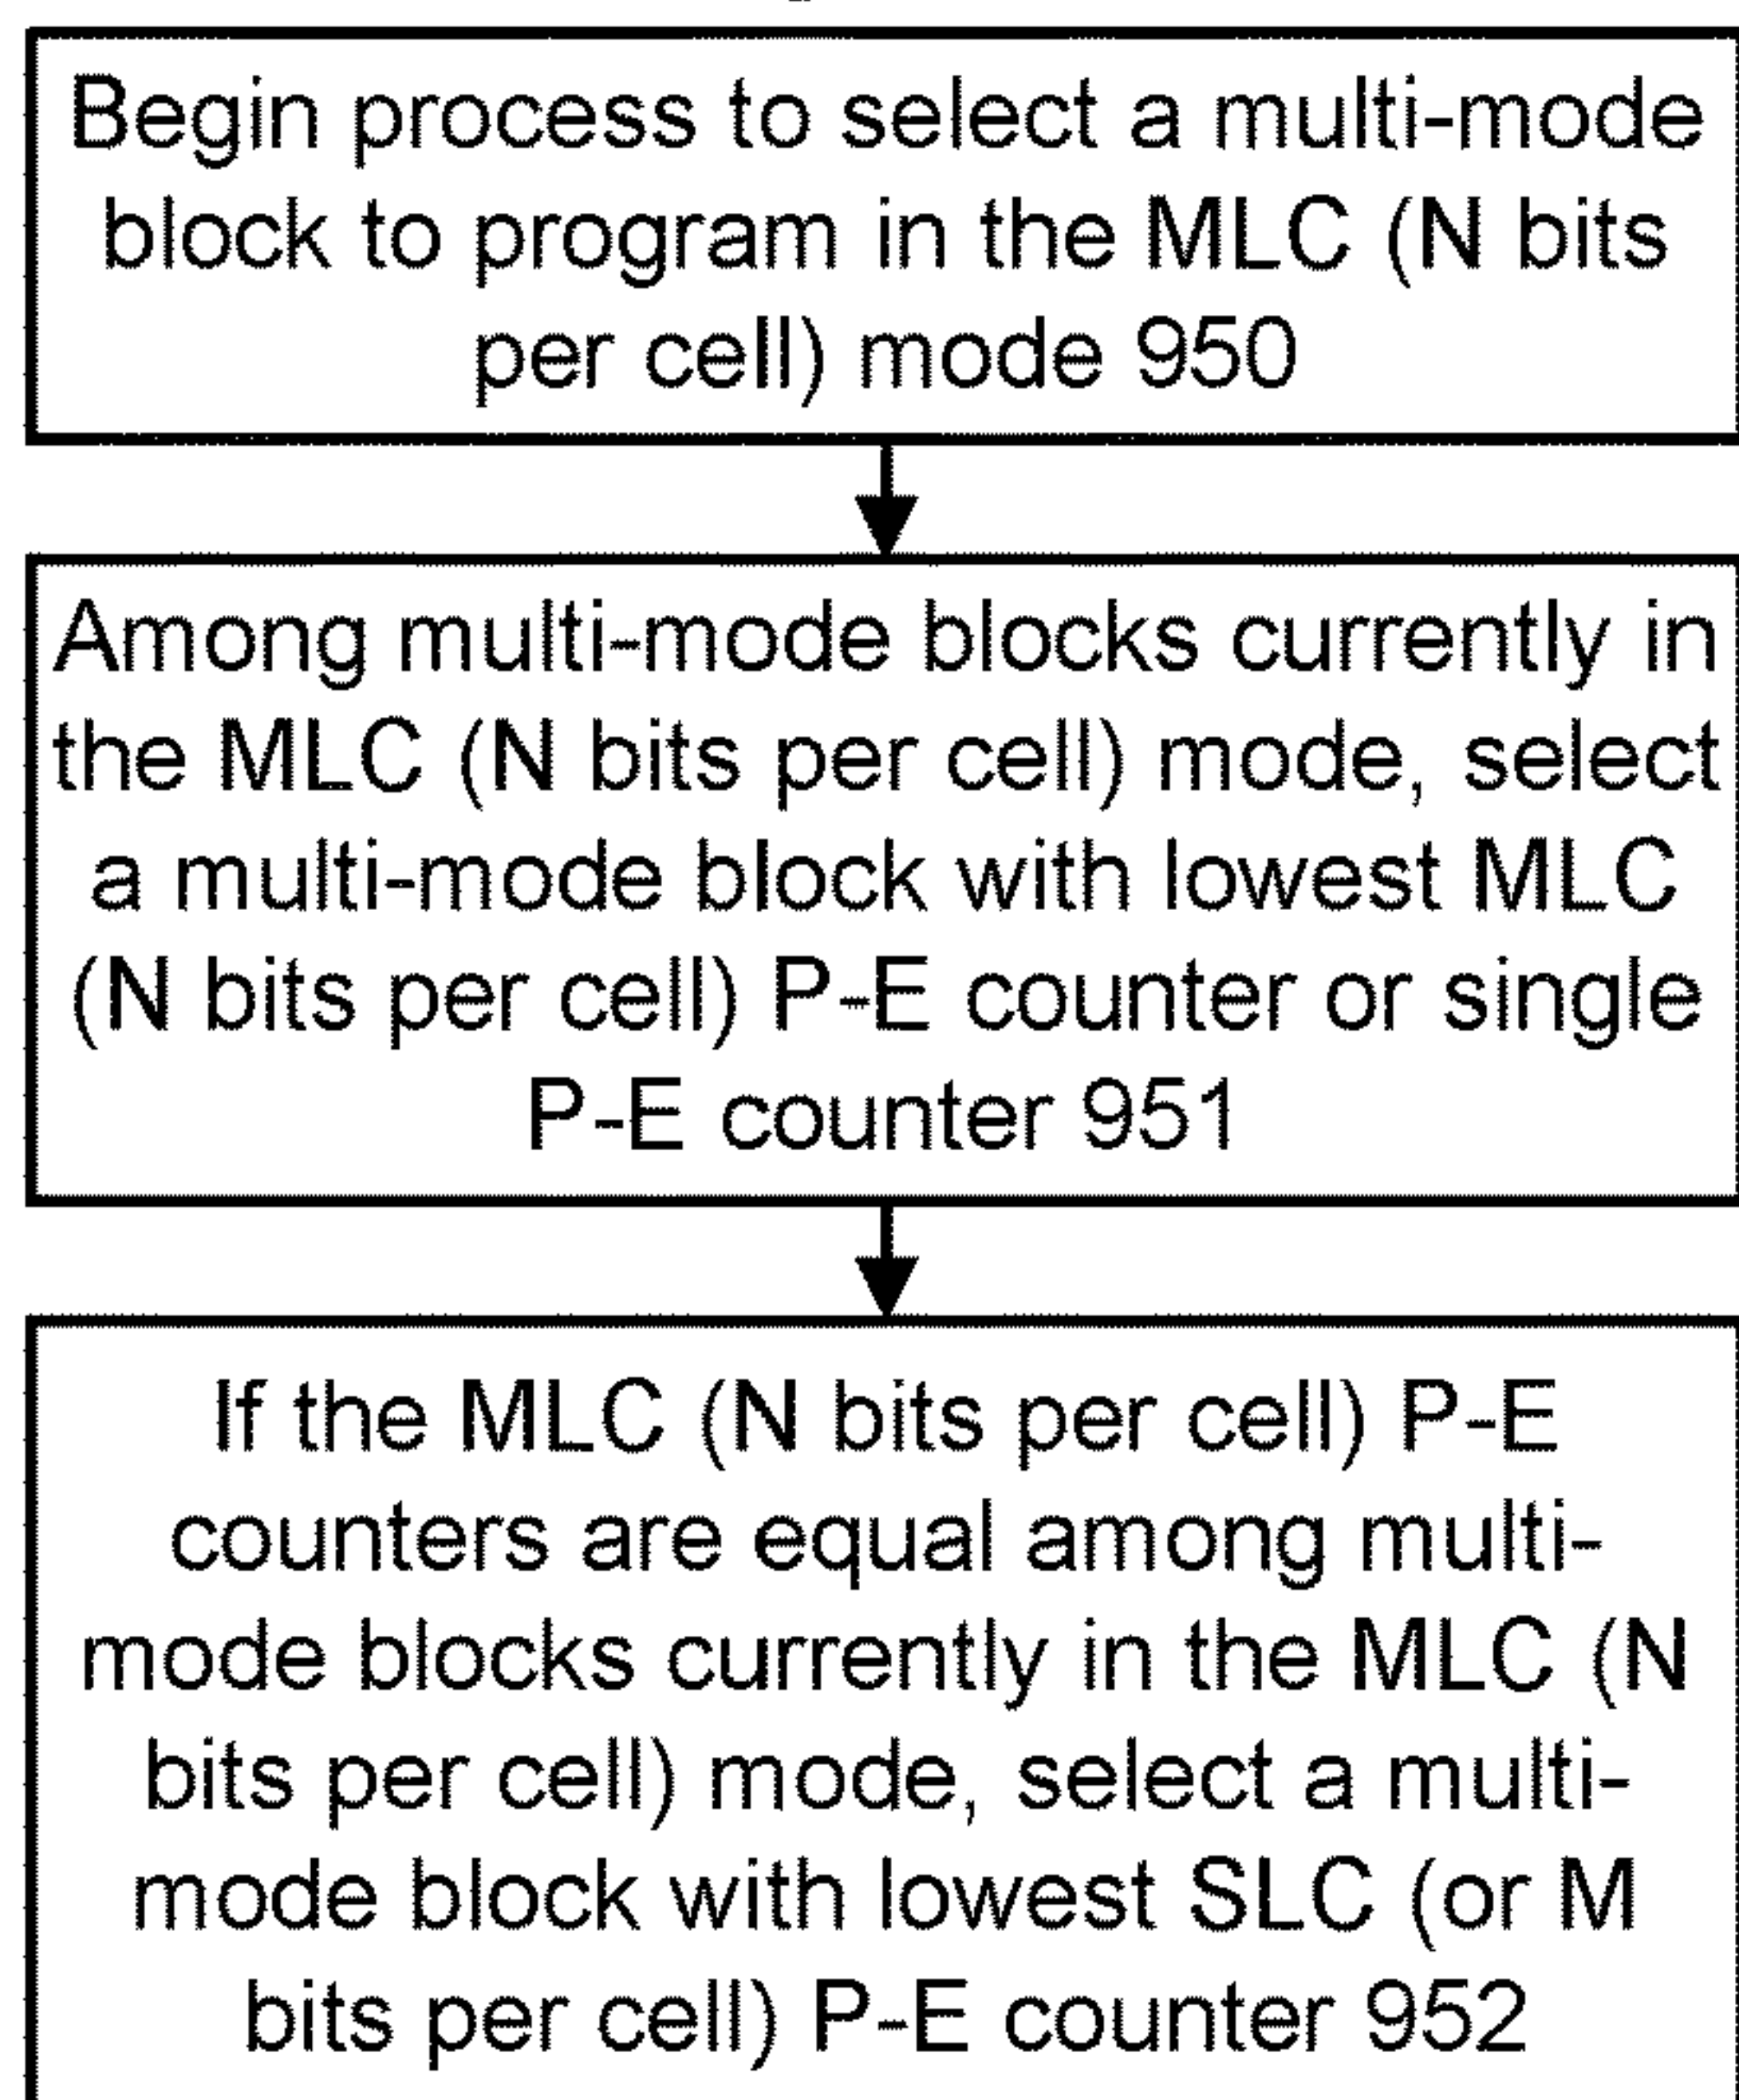 Begin process to select a multi-mode
block to program in the MLC (N bits
per cell) mode 950
Among multi-mode blocks currently in
the MLC (N bits per cell) mode, select
a multi-mode block with lowest MLC
(N bits per cell) P-E counter or single
P-E counter 951
If the MLC (N bits per cell) P-E
counters are equal among multi-
mode blocks currently in the MLC (N
bits per cell) mode, select a multi-
mode block with lowest SLC (or M
bits per cell) P-E counter 952